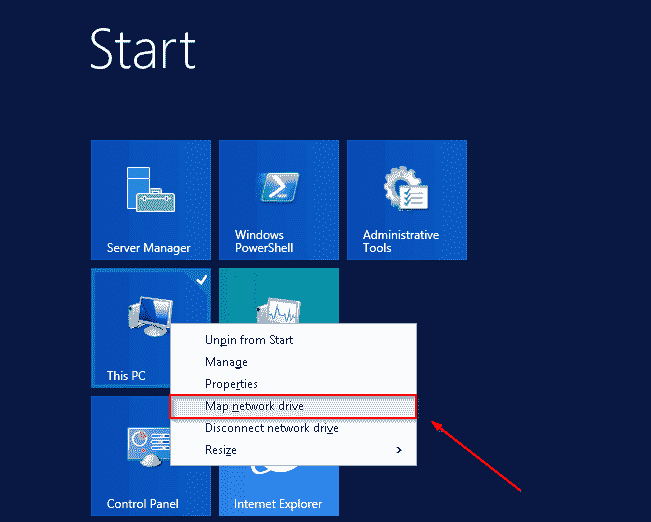 Start
Server Manager
Windows
PowerShell
Administrative
Tools
This PC
Unpin from Start
Manage
Properties
Map network drive
Disconnect network drive
Resize
Control Panel
Internet Explorer